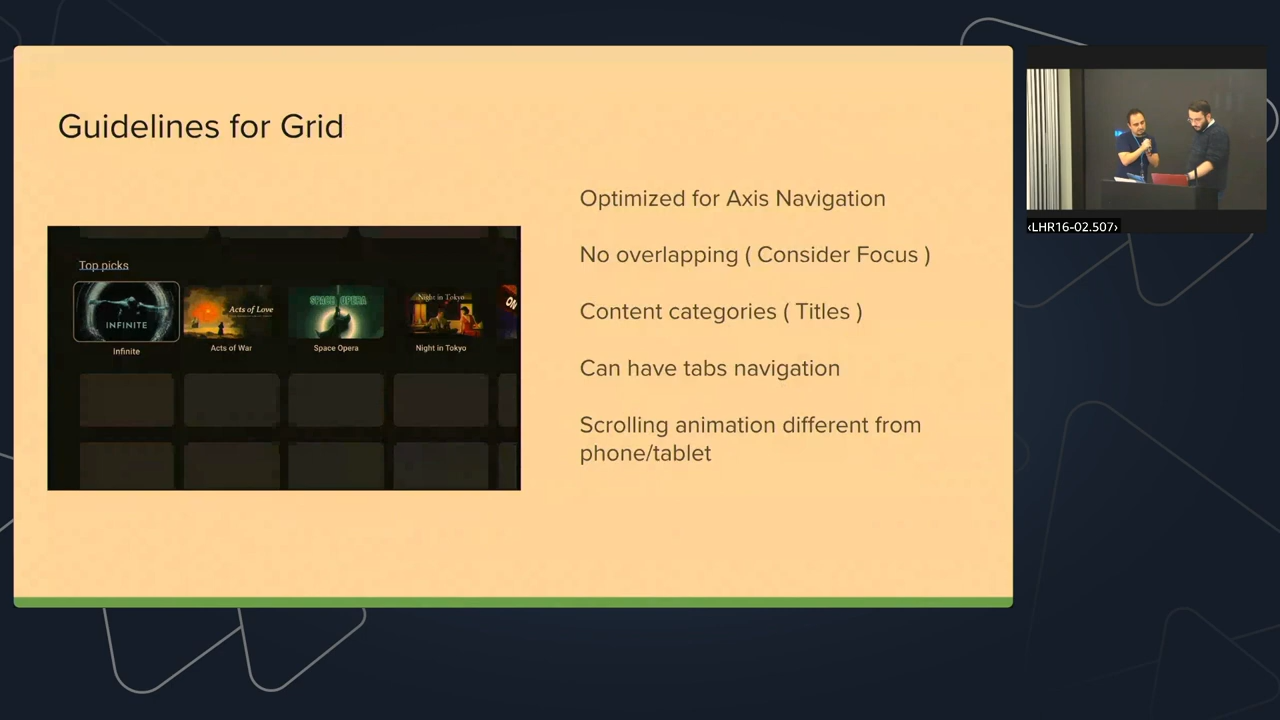 Guidelines for Grid
Top picks
INFINITE
Acts of Love
SPACE OPERA
Night in Tokyo
ON
Infinite
Acts of War
Space Opera
Night in Tokyo
Optimized for Axis Navigation
No overlapping ( Consider Focus )
Content categories ( Titles )
Can have tabs navigation
Scrolling animation different from
phone/tablet
‹LHR16-02.507›